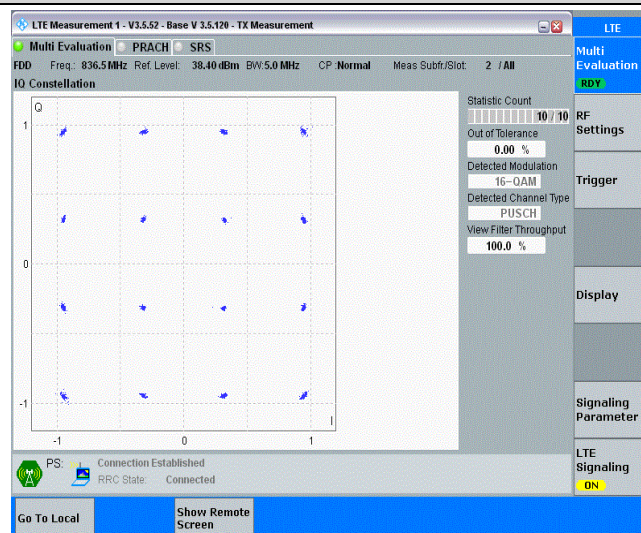 LTE Measurement 1 - V3.5.52 - Base V 3.5.120 - TX Measurement
LTE
Multi Evaluation PRACH SRS
Multi
Evaluation
RDY
FDD Freq.: 836.5 MHz Ref. Level: 38.40 dBm BW:5.0 MHz CP :Normal Meas Subfr./Slot: 2 / All
IQ Constellation
Q
1
0
-1
-1 0 1
I
Statistic Count
10 / 10
Out of Tolerance
0.00 %
Detected Modulation
16-QAM
Detected Channel Type
PUSCH
View Filter Throughput
100.0 %
RF
Settings
Trigger
Display
Signaling
Parameter
LTE
Signaling
ON
PS: Connection Established
RRC State: Connected
Go To Local
Show Remote
Screen